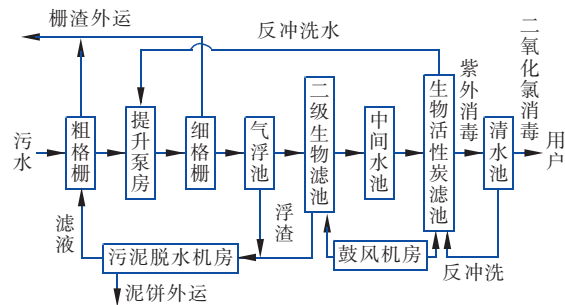 栅渣外运
反冲洗水
二氧化氯消毒
紫外消毒
污水
粗格栅
提升泵房
细格栅
气浮池
二级生物滤池
中间水池
生物活性炭滤池
清水池
用户
滤液
浮渣
污泥脱水机房
鼓风机房
反冲洗
泥饼外运